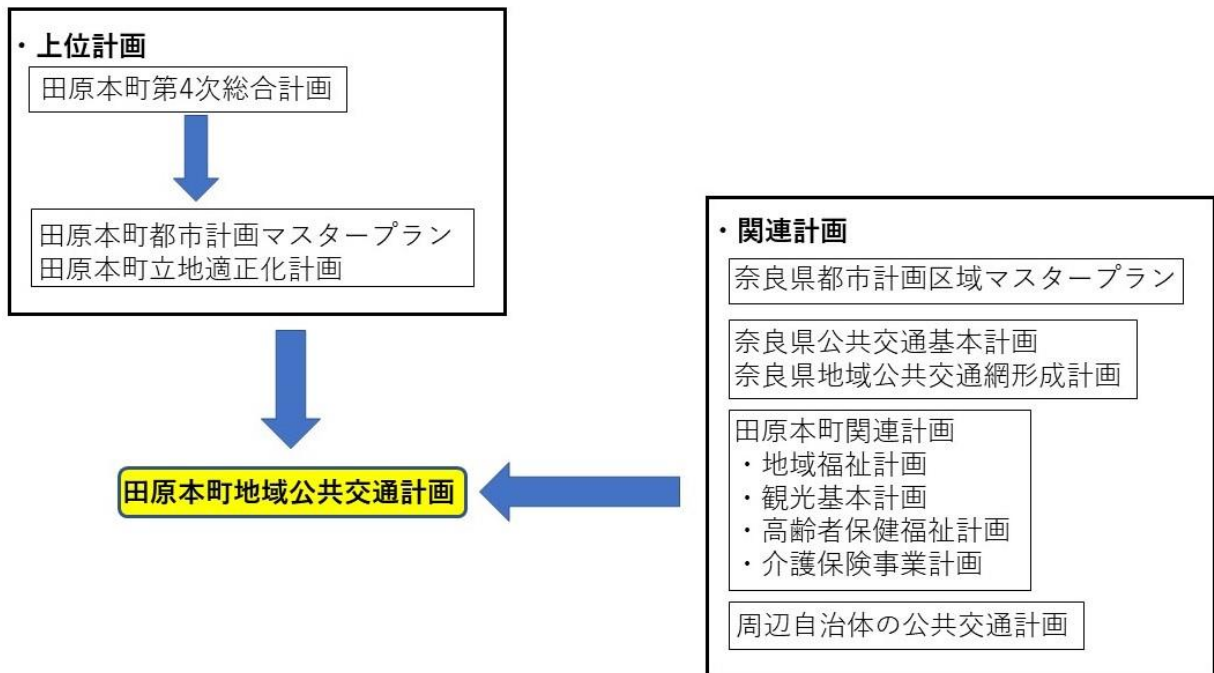 ・上位計画
田原本町第4次総合計画
田原本町都市計画マスタープラン
田原本町立地適正化計画
田原本町地域公共交通計画
・関連計画
奈良県都市計画区域マスタープラン
奈良県公共交通基本計画
奈良県地域公共交通網形成計画
田原本町関連計画
・地域福祉計画
・観光基本計画
・高齢者保健福祉計画
・介護保険事業計画
周辺自治体の公共交通計画